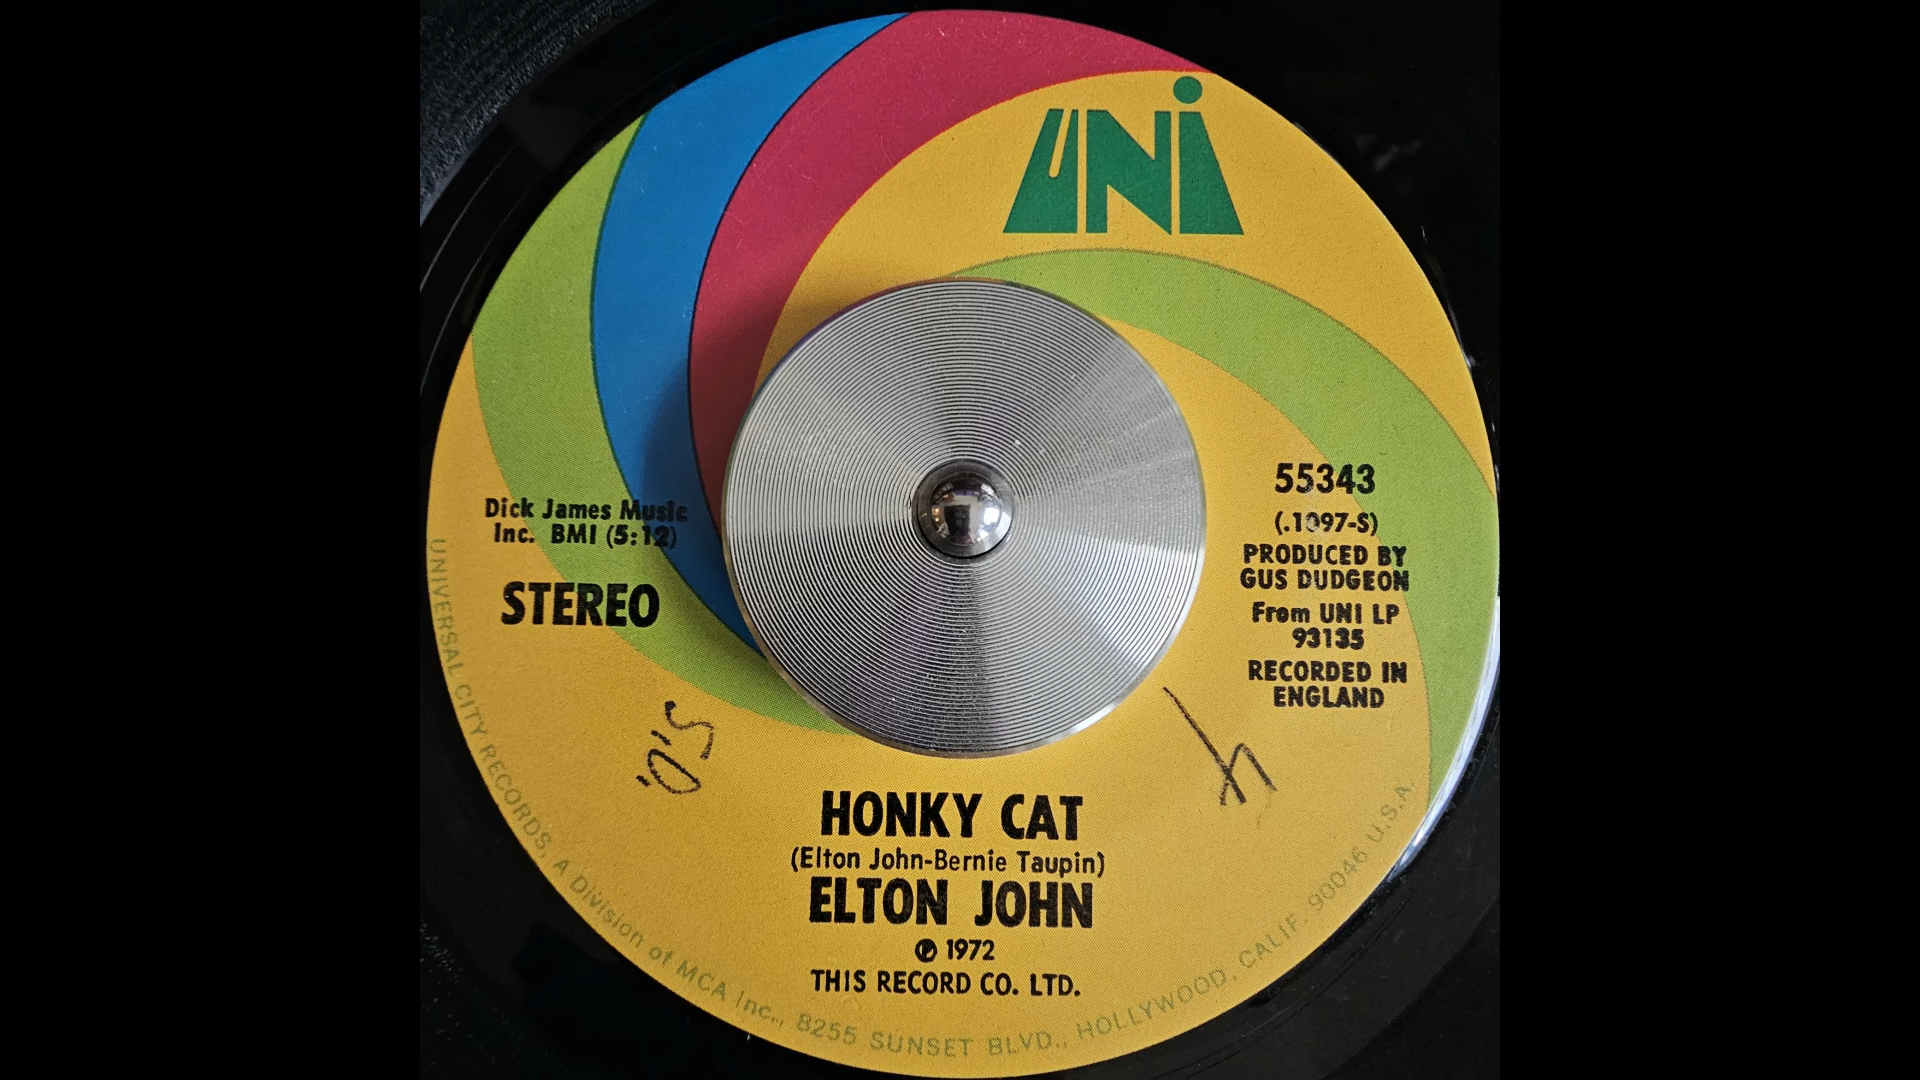 UNI
Dick James Music
Inc. BMI (5:12)
STEREO
55343
(.1097-S)
PRODUCED BY
GUS DUDGEON
From UNI LP
93135
RECORDED IN
ENGLAND
HONKY CAT
(Elton John-Bernie Taupin)
ELTON JOHN
℗ 1972
THIS RECORD CO. LTD.
UNIVERSAL CITY RECORDS, A Division of MCA Inc., 8255 SUNSET BLVD., HOLLYWOOD, CALIF. 90046 U.S.A.